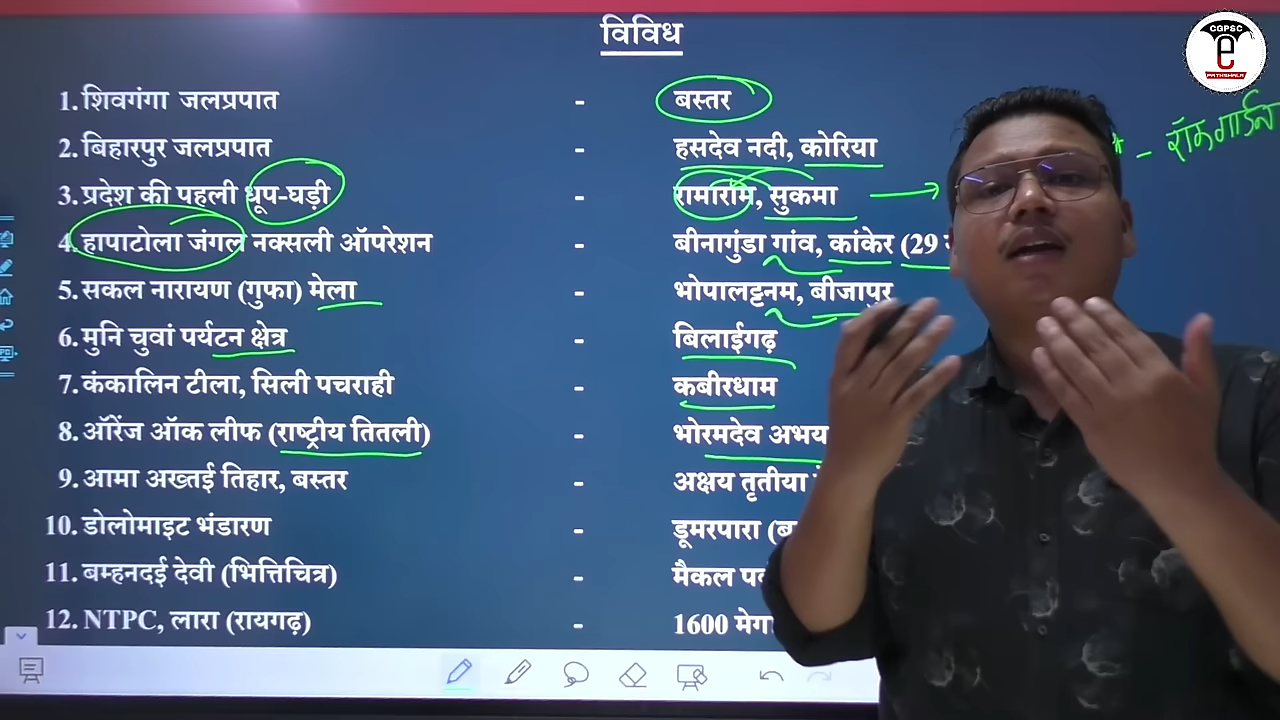 विविध
CGPSC
e
PATHSHALA
1. शिवगंगा जलप्रपात - बस्तर
2. बिहारपुर जलप्रपात - हसदेव नदी, कोरिया
* - रॉक गार्डन
3. प्रदेश की पहली धूप-घड़ी - रामाराम, सुकमा
4. हापाटोला जंगल नक्सली ऑपरेशन - बीनागुंडा गांव, कांकेर (29
5. सकल नारायण (गुफा) मेला - भोपालट्टनम, बीजापुर
6. मुनि चुवां पर्यटन क्षेत्र - बिलाईगढ़
7. कंकालिन टीला, सिली पचराही - कबीरधाम
8. ऑरेंज ऑक लीफ (राष्ट्रीय तितली) - भोरमदेव अभय
9. आमा अख्तई तिहार, बस्तर - अक्षय तृतीया
10. डोलोमाइट भंडारण - डूमरपारा (ब
11. बम्हनदई देवी (भित्तिचित्र) - मैकल
12. NTPC, लारा (रायगढ़) - 1600